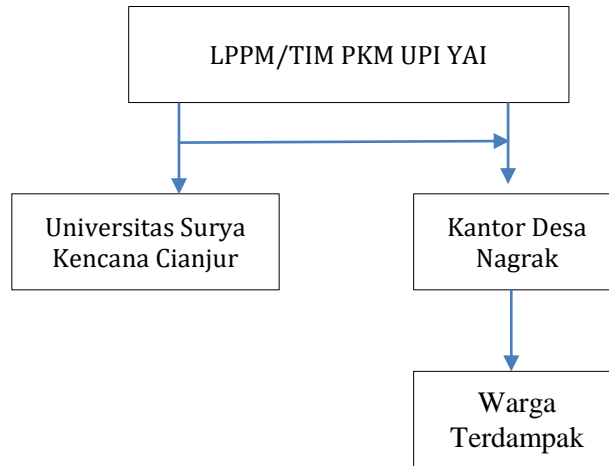 LPPM/TIM PKM UPI YAI
Universitas Surya
Kencana Cianjur
Kantor Desa
Nagrak
Warga
Terdampak